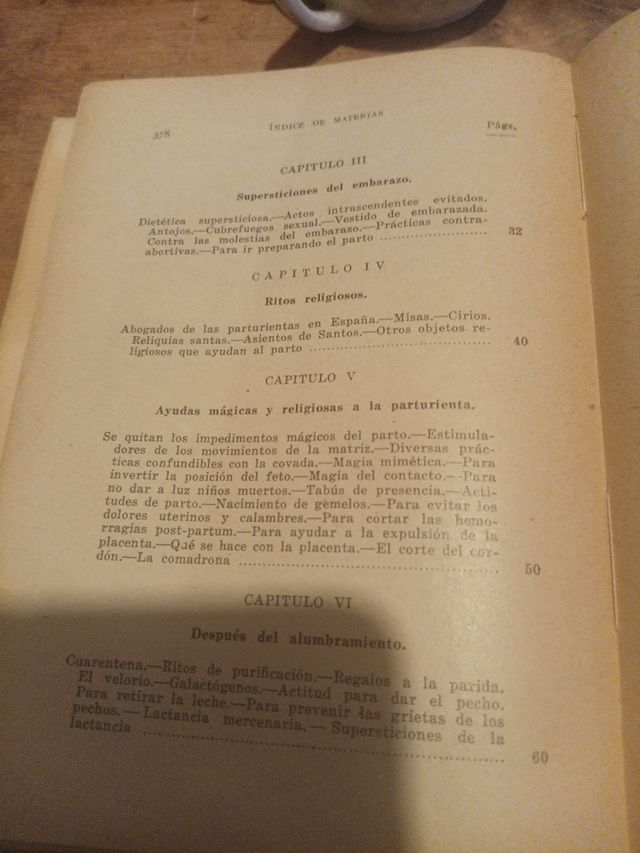 378
ÍNDICE DE MATERIAS
Págs.
CAPITULO III
Supersticiones del embarazo.
Dietética supersticiosa.—Actos intrascendentes evitados.
Antojos.—Cubrefuegos sexual.—Vestido de embarazada.
Contra las molestias del embarazo.—Prácticas contra-
abortivas.—Para ir preparando el parto ........................ 32
CAPITULO IV
Ritos religiosos.
Abogados de las parturientas en España.—Misas.—Cirios.
Reliquias santas.—Asientos de Santos.—Otros objetos re-
ligiosos que ayudan al parto ........................................ 40
CAPITULO V
Ayudas mágicas y religiosas a la parturienta.
Se quitan los impedimentos mágicos del parto.—Estimula-
dores de los movimientos de la matriz.—Diversas prác-
ticas confundibles con la covada.—Magia mimética.—Para
invertir la posición del feto.—Magia del contacto.—Para
no dar a luz niños muertos.—Tabús de presencia.—Acti-
tudes de parto.—Nacimiento de gemelos.—Para evitar los
dolores uterinos y calambres.—Para cortar las hemo-
rragias post-partum.—Para ayudar a la expulsión de la
placenta.—Qué se hace con la placenta.—El corte del cor-
dón.—La comadrona .................................................... 50
CAPITULO VI
Después del alumbramiento.
Cuarentena.—Ritos de purificación.—Regalos a la parida.
El velorio.—Galactógenos.—Actitud para dar el pecho.
Para retirar la leche.—Para prevenir las grietas de los
pechos.—Lactancia mercenaria.—Supersticiones de la
lactancia .................................................................. 60